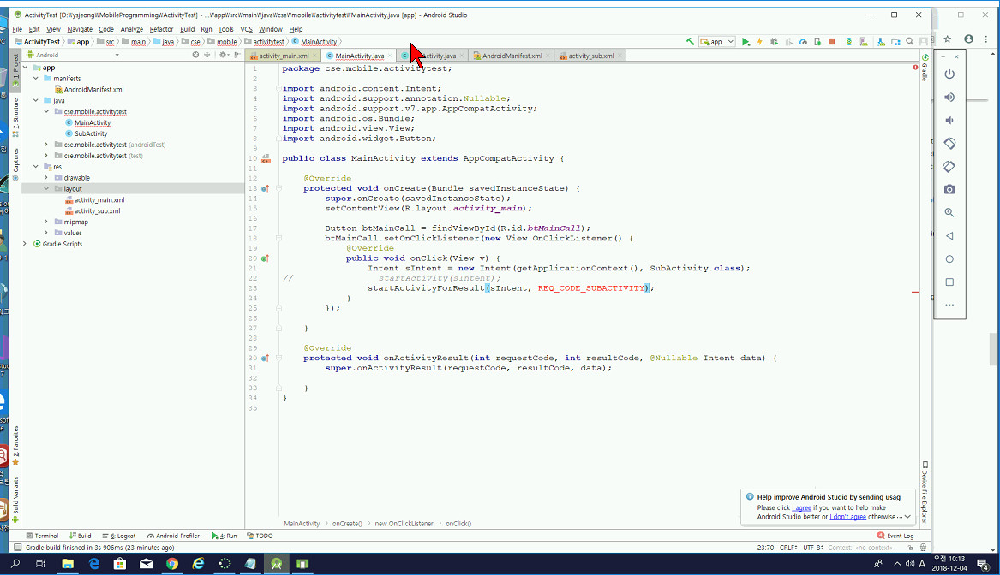 ActivityTest [D:\ysjeong\MobileProgramming\ActivityTest] - ...\app\src\main\java\cse\mobile\activitytest\MainActivity.java [app] - Android Studio
File Edit View Navigate Code Analyze Refactor Build Run Tools VCS Window Help
ActivityTest app src main java cse mobile activitytest MainActivity app
Android activity_main.xml MainActivity.java ctivity.java AndroidManifest.xml activity_sub.xml
app
manifests
AndroidManifest.xml
java
cse.mobile.activitytest
MainActivity
SubActivity
cse.mobile.activitytest (androidTest)
cse.mobile.activitytest (test)
res
drawable
layout
activity_main.xml
activity_sub.xml
mipmap
values
Gradle Scripts
1: Project
7: Structure
Captures
2: Favorites
Build Variants
1 package cse.mobile.activitytest;
2
3 import android.content.Intent;
4 import android.support.annotation.Nullable;
5 import android.support.v7.app.AppCompatActivity;
6 import android.os.Bundle;
7 import android.view.View;
8 import android.widget.Button;
9
10 public class MainActivity extends AppCompatActivity {
11
12 @Override
13 protected void onCreate(Bundle savedInstanceState) {
14 super.onCreate(savedInstanceState);
15 setContentView(R.layout.activity_main);
16
17 Button btMainCall = findViewById(R.id.btMainCall);
18 btMainCall.setOnClickListener(new View.OnClickListener() {
19 @Override
20 public void onClick(View v) {
21 Intent sIntent = new Intent(getApplicationContext(), SubActivity.class);
22 // startActivity(sIntent);
23 startActivityForResult(sIntent, REQ_CODE_SUBACTIVITY);
24 }
25 });
26
27 }
28
29 @Override
30 protected void onActivityResult(int requestCode, int resultCode, @Nullable Intent data) {
31 super.onActivityResult(requestCode, resultCode, data);
32
33 }
34 }
35
Gradle
Device File Explorer
Help improve Android Studio by sending usag
Please click I agree if you want to help make
Android Studio better or I don't agree otherwise....
MainActivity onCreate() new OnClickListener onClick()
Terminal Build 6: Logcat Android Profiler 4: Run TODO 4 Event Log
Gradle build finished in 3s 906ms (23 minutes ago) 23:70 CRLF UTF-8 Context: <no context>
A 오전 10:13
2018-12-04